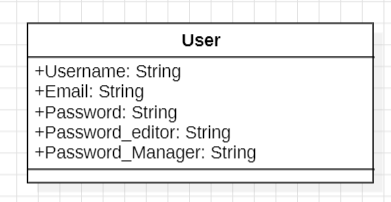 User
+Username: String
+Email: String
+Password: String
+Password_editor: String
+Password_Manager: String